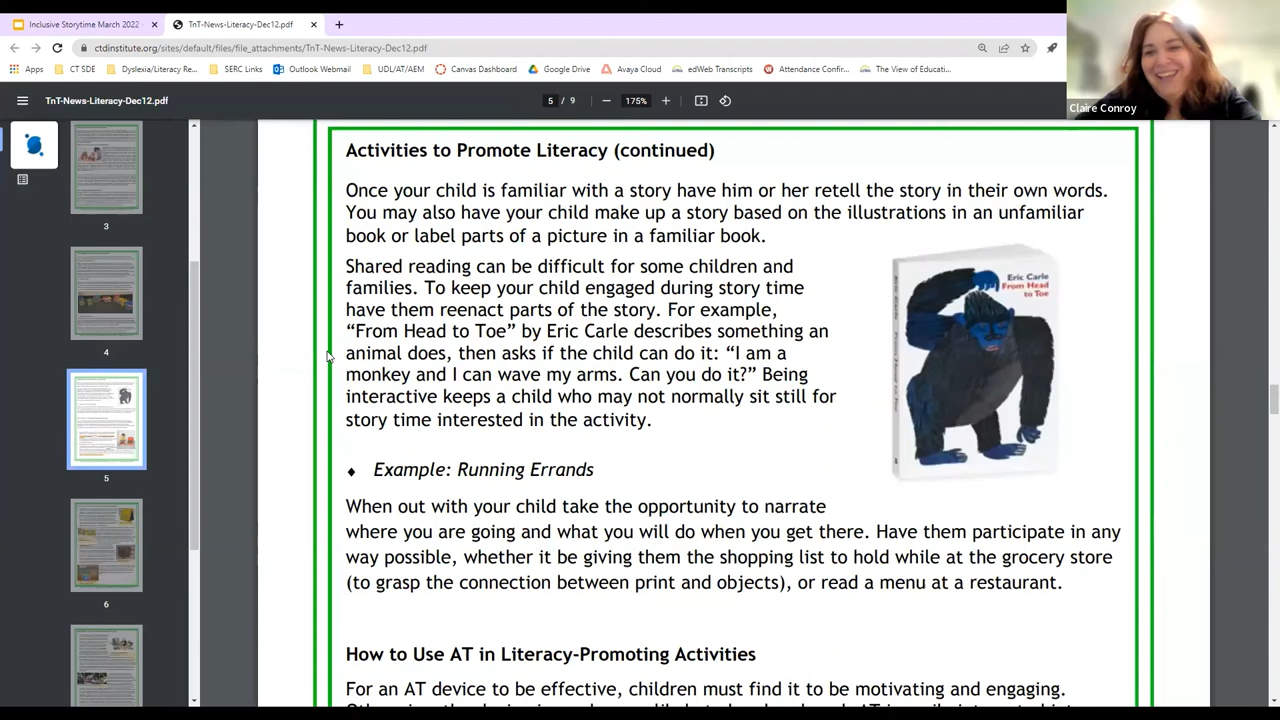 Inclusive Storytime March 2022
TnT-News-Literacy-Dec12.pdf
ctdinstitute.org/sites/default/files/file_attachments/TnT-News-Literacy-Dec12.pdf
Apps
CT SDE
Dyslexia/Literacy Re...
SERC Links
Outlook Webmail
UDL/AT/AEM
Canvas Dashboard
Google Drive
Avaya Cloud
edWeb Transcripts
Attendance Confir...
The View of Educati...
Claire Conroy
TnT-News-Literacy-Dec12.pdf
5 / 9
175%
3
4
5
6
Activities to Promote Literacy (continued)
Once your child is familiar with a story have him or her retell the story in their own words.
You may also have your child make up a story based on the illustrations in an unfamiliar
book or label parts of a picture in a familiar book.
Shared reading can be difficult for some children and
families. To keep your child engaged during story time
have them reenact parts of the story. For example,
“From Head to Toe” by Eric Carle describes something an
animal does, then asks if the child can do it: “I am a
monkey and I can wave my arms. Can you do it?” Being
interactive keeps a child who may not normally sit still for
story time interested in the activity.
Eric Carle
From Head
to Toe
Example: Running Errands
When out with your child take the opportunity to narrate
where you are going and what you will do when you get there. Have them participate in any
way possible, whether it be giving them the shopping list to hold while at the grocery store
(to grasp the connection between print and objects), or read a menu at a restaurant.
How to Use AT in Literacy-Promoting Activities
For an AT device to be effective, children must find it to be motivating and engaging.